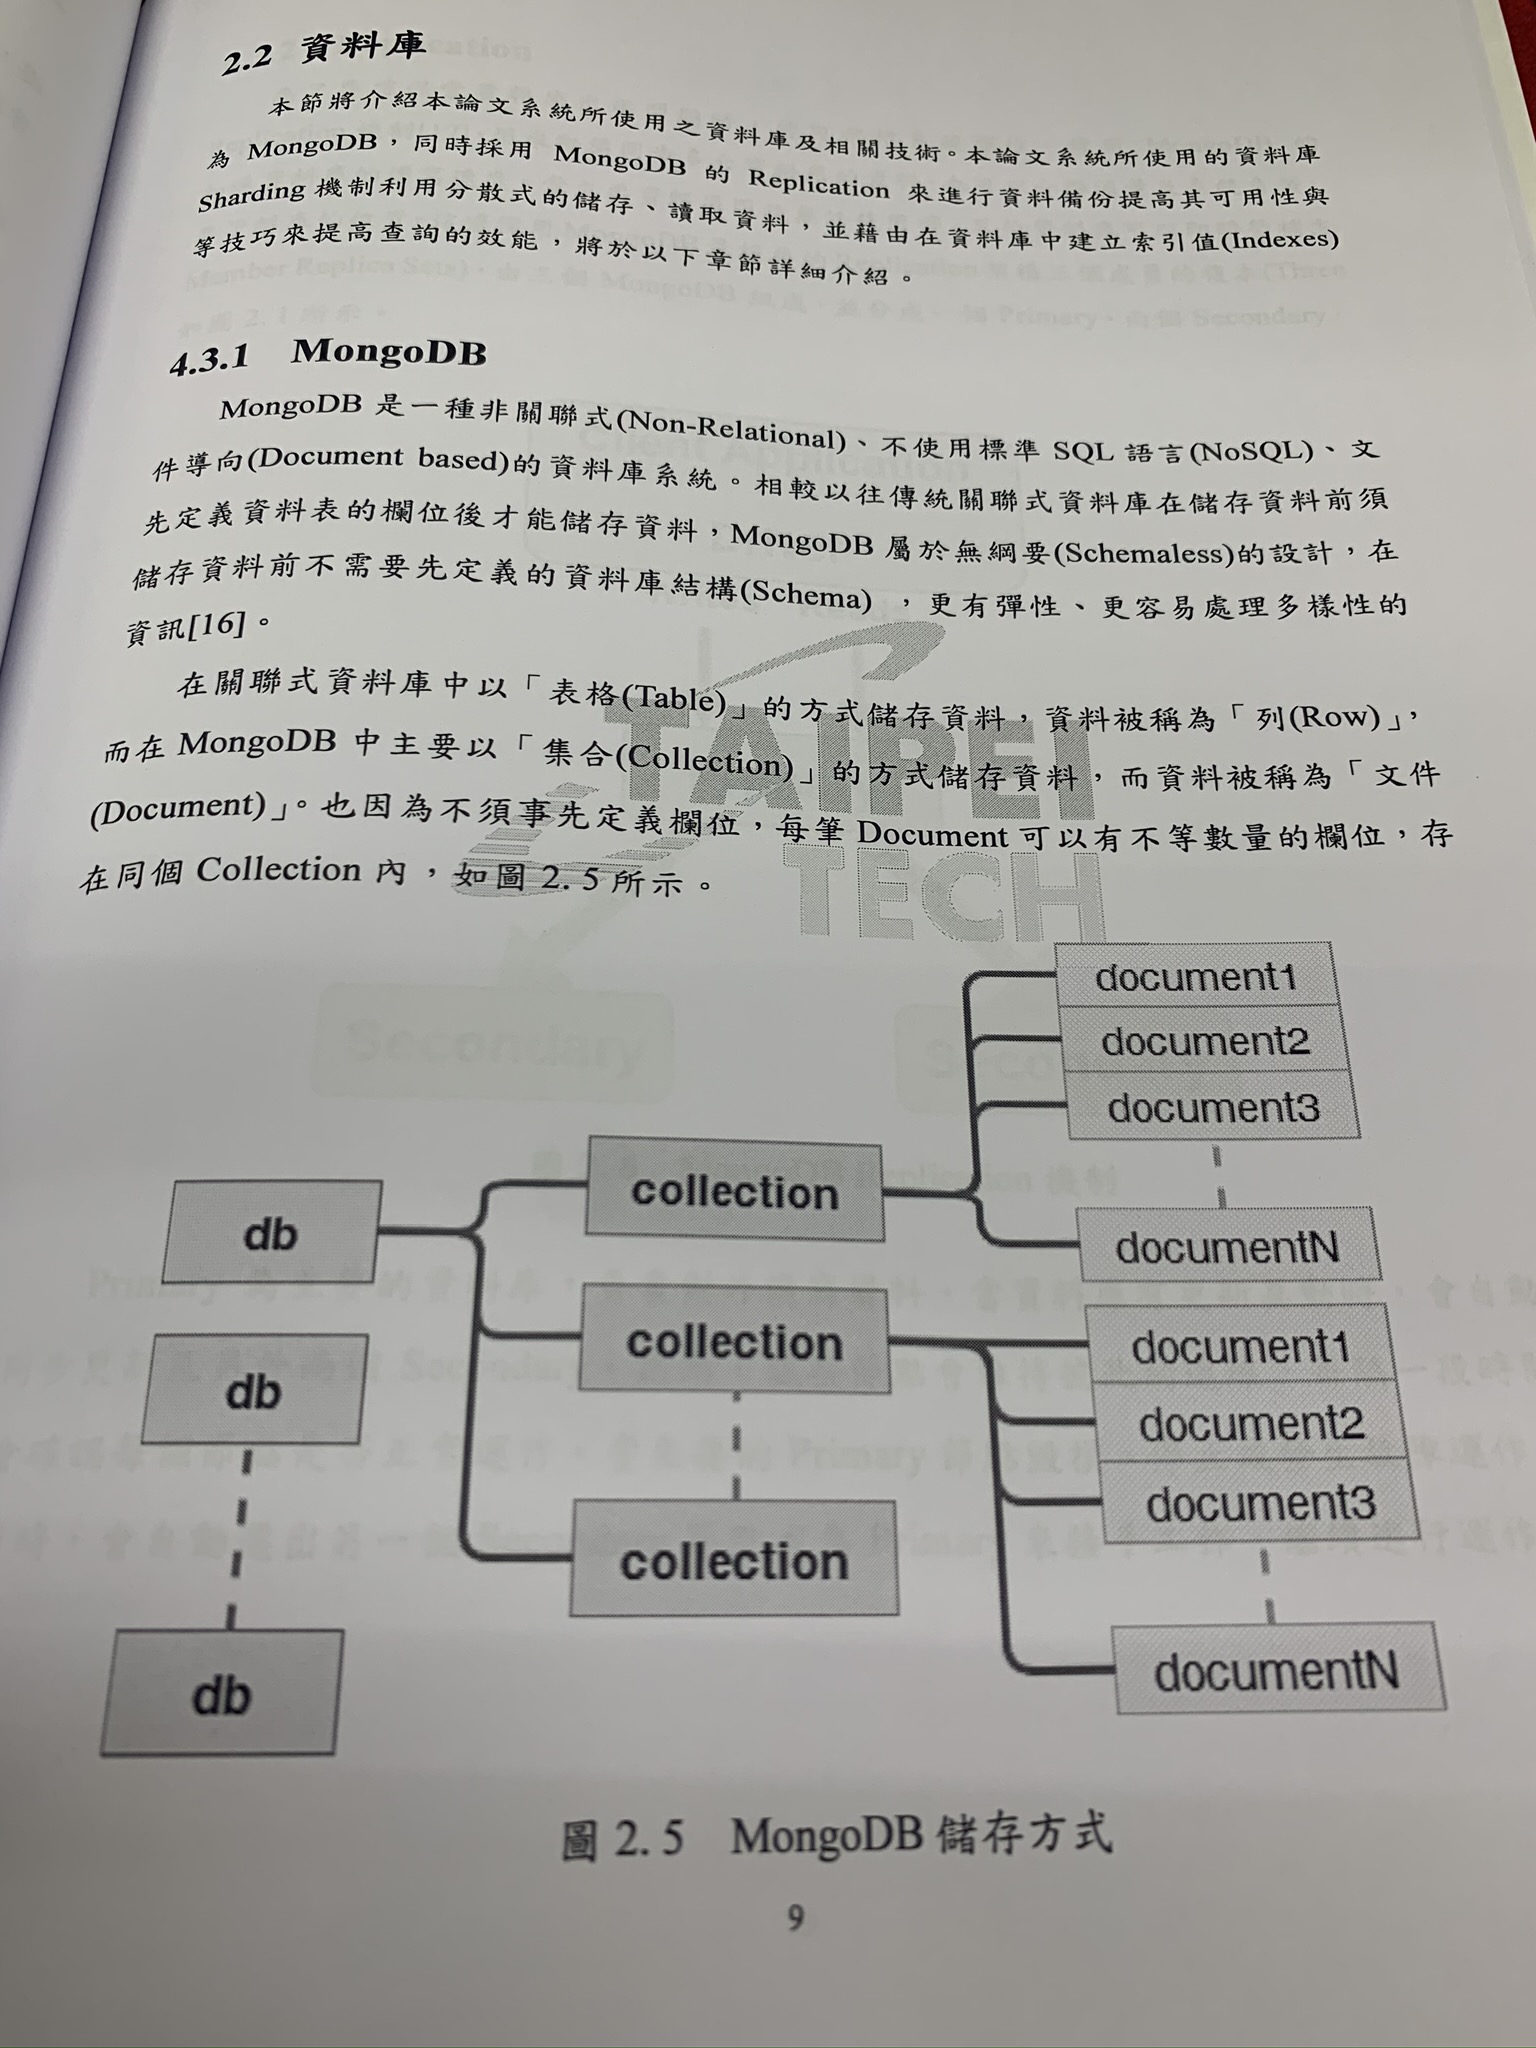 2.2 資料庫
本節將介紹本論文系統所使用之資料庫及相關技術。本論文系統所使用的資料庫
為 MongoDB，同時採用 MongoDB 的 Replication 來進行資料備份提高其可用性與
Sharding 機制利用分散式的儲存、讀取資料，並藉由在資料庫中建立索引值(Indexes)
等技巧來提高查詢的效能，將於以下章節詳細介紹。
4.3.1 MongoDB
MongoDB 是一種非關聯式(Non-Relational)、不使用標準 SQL 語言(NoSQL)、文
件導向(Document based)的資料庫系統。相較以往傳統關聯式資料庫在儲存資料前須
先定義資料表的欄位後才能儲存資料，MongoDB 屬於無綱要(Schemaless)的設計，在
儲存資料前不需要先定義的資料庫結構(Schema) ，更有彈性、更容易處理多樣性的
資訊[16]。
在關聯式資料庫中以「表格(Table)」的方式儲存資料，資料被稱為「列(Row)」，
而在 MongoDB 中主要以「集合(Collection)」的方式儲存資料，而資料被稱為「文件
(Document)」。也因為不須事先定義欄位，每筆 Document 可以有不等數量的欄位，存
在同個 Collection 內，如圖 2.5 所示。
TAIPEI
TECH
db
db
db
collection
collection
collection
document1
document2
document3
documentN
document1
document2
document3
documentN
圖 2.5 MongoDB 儲存方式
9